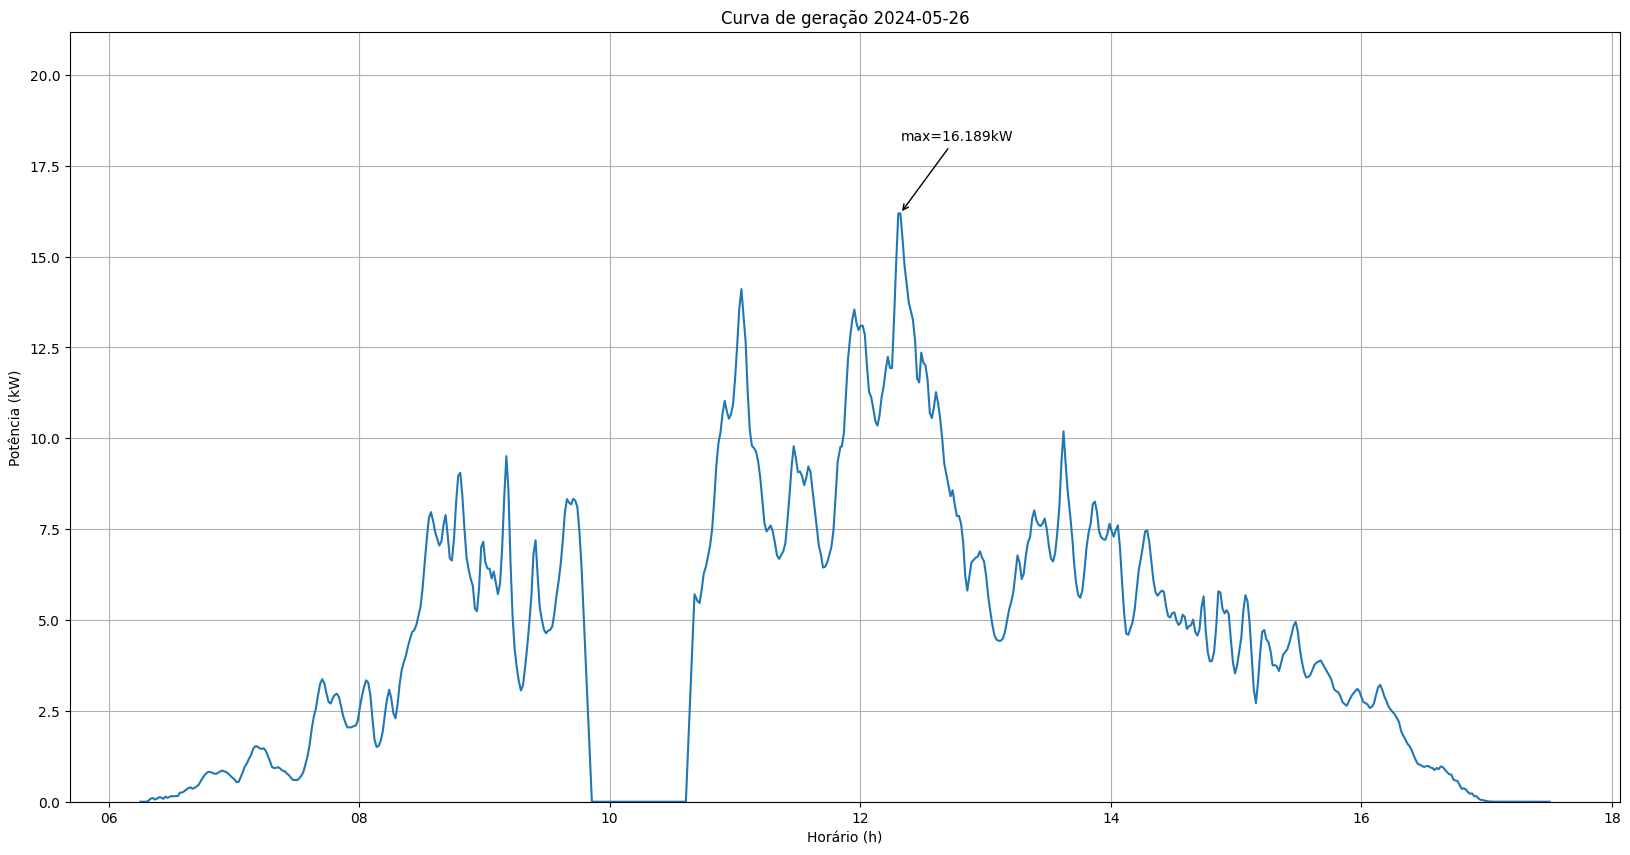 Curva de geração 2024-05-26
20.0
17.5
15.0
12.5
10.0
7.5
5.0
2.5
0.0
Potência (kW)
max=16.189kW
06 08 10 12 14 16 18
Horário (h)